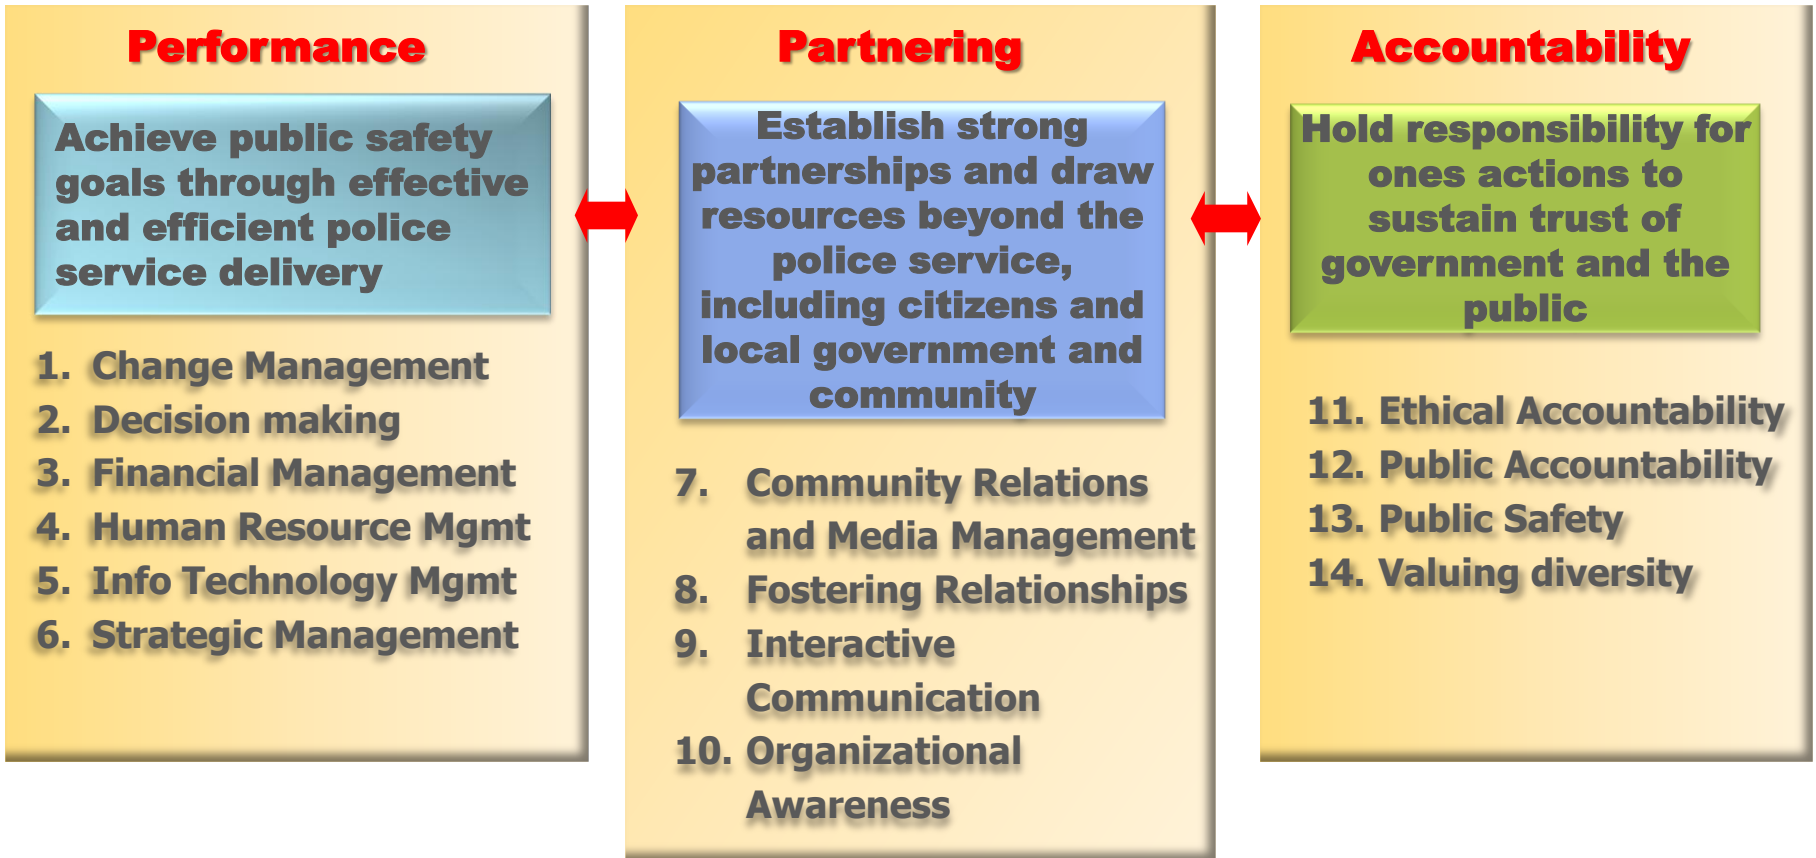 Performance
Achieve public safety
goals through effective
and efficient police
service delivery
1. Change Management
2. Decision making
3. Financial Management
4. Human Resource Mgmt
5. Info Technology Mgmt
6. Strategic Management
Partnering
Establish strong
partnerships and draw
resources beyond the
police service,
including citizens and
local government and
community
7. Community Relations
and Media Management
8. Fostering Relationships
9. Interactive
Communication
10. Organizational
Awareness
Accountability
Hold responsibility for
ones actions to
sustain trust of
government and the
public
11. Ethical Accountability
12. Public Accountability
13. Public Safety
14. Valuing diversity